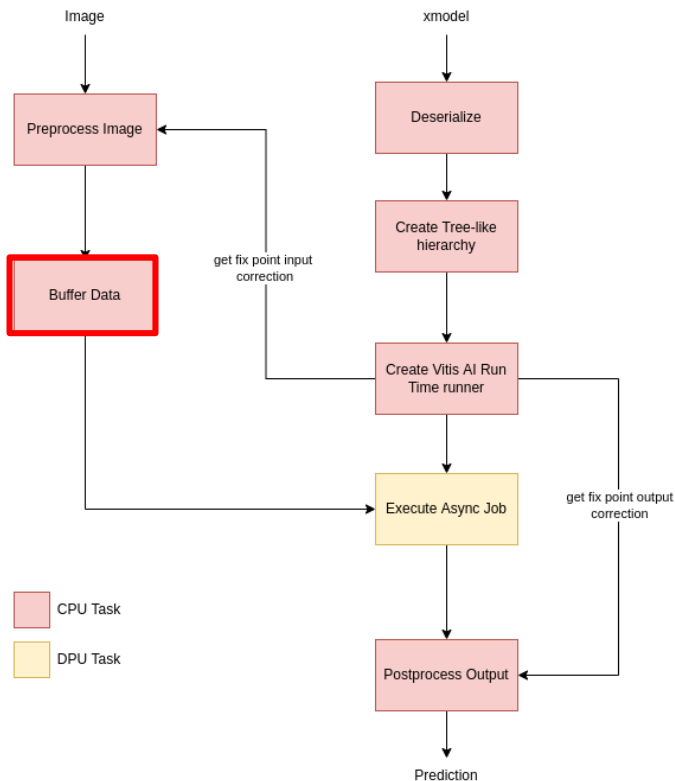 Image
xmodel
Preprocess Image
Deserialize
Create Tree-like
hierarchy
get fix point input
correction
Buffer Data
Create Vitis AI Run
Time runner
Execute Async Job
get fix point output
correction
CPU Task
DPU Task
Postprocess Output
Prediction